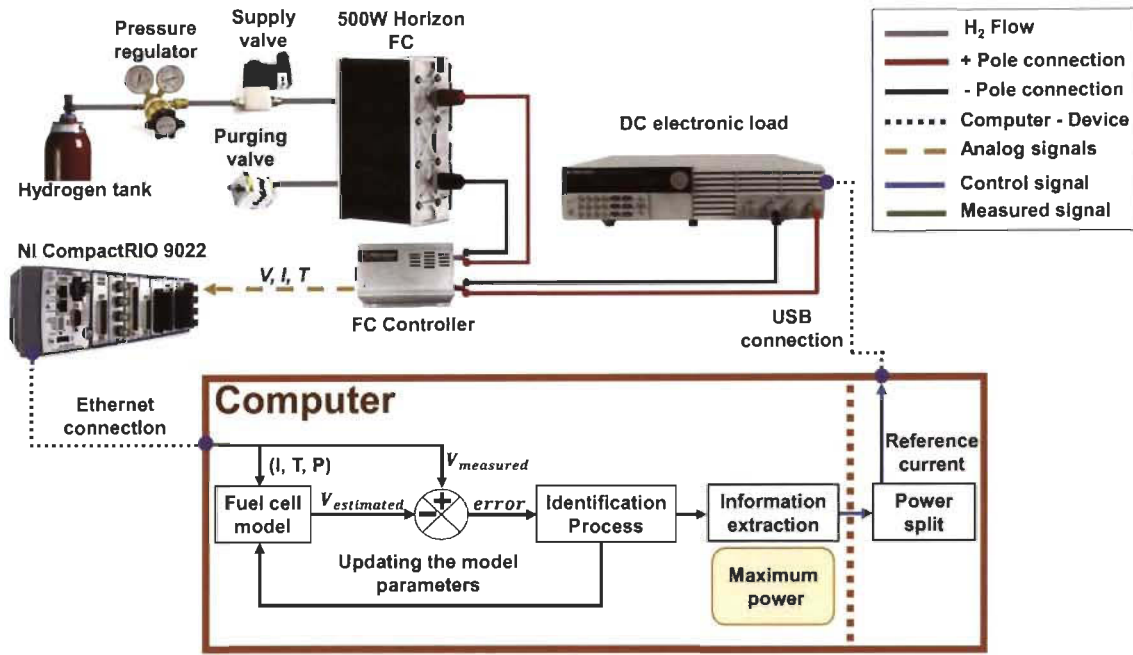 Pressure
regulator
Supply
valve
500W Horizon
FC
Purging
valve
Hydrogen tank
DC electronic load
H₂ Flow
+ Pole connection
- Pole connection
Computer - Device
Analog signals
Control signal
Measured signal
NI CompactRIO 9022
V, I, T
FC Controller
USB
connection
Ethernet
connection
Computer
(I, T, P)
V_measured
Reference
current
Fuel cell
model
V_estimated
+
−
error
Identification
Process
Information
extraction
Power
split
Updating the model
parameters
Maximum
power